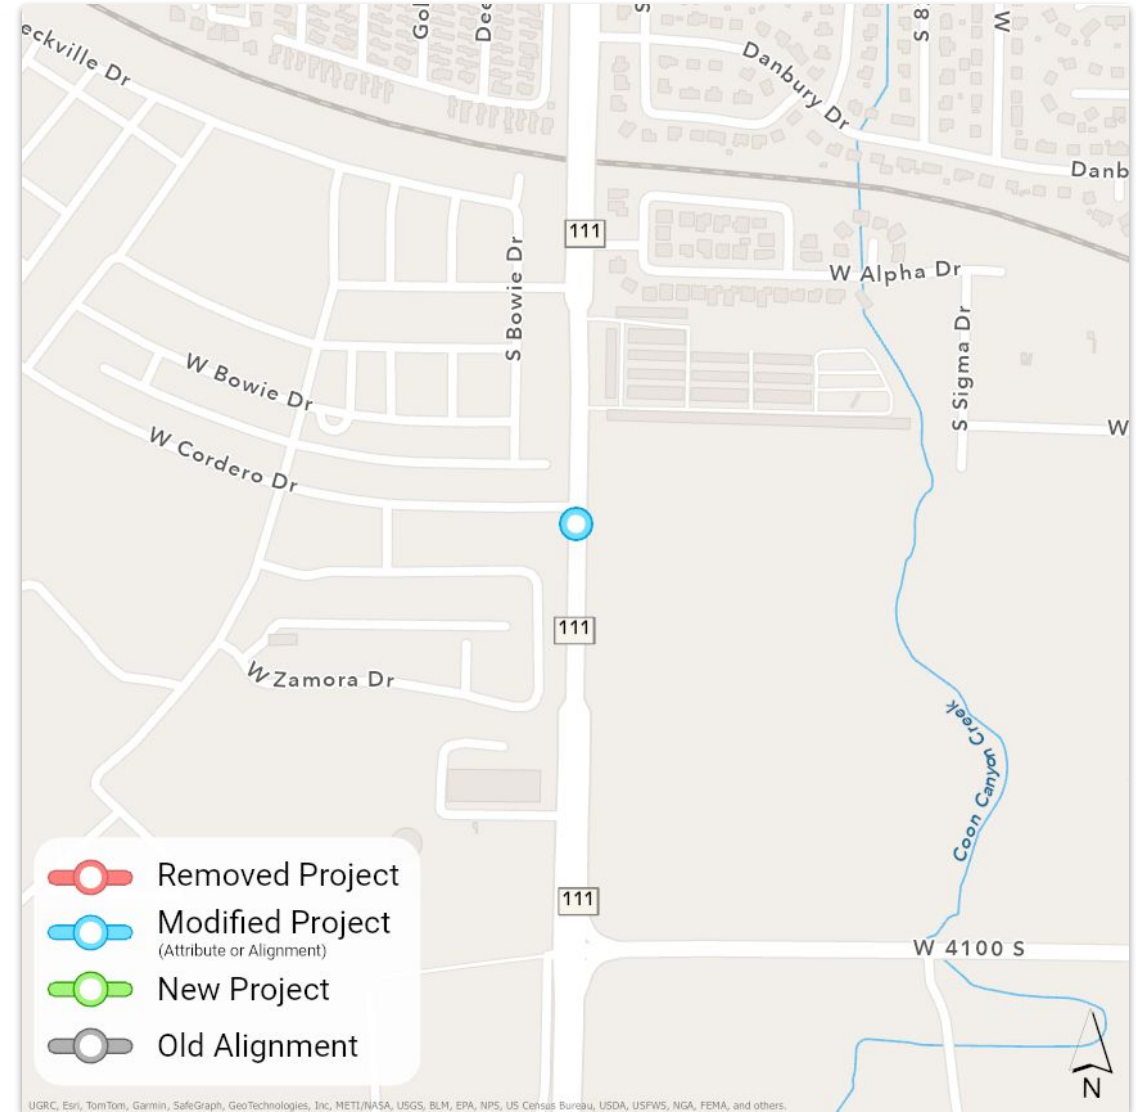 eckville Dr
Gol
Dee
S
Danbury Dr
S 8
W
Danb
111
W Alpha Dr
S Bowie Dr
S Sigma Dr
W Bowie Dr
W Cordero Dr
W
111
W Zamora Dr
Coon Canyon Creek
111
W 4100 S
Removed Project
Modified Project
(Attribute or Alignment)
New Project
Old Alignment
N
UGRC, Esri, TomTom, Garmin, SafeGraph, GeoTechnologies, Inc, METI/NASA, USGS, BLM, EPA, NPS, US Census Bureau, USDA, USFWS, NGA, FEMA, and others.